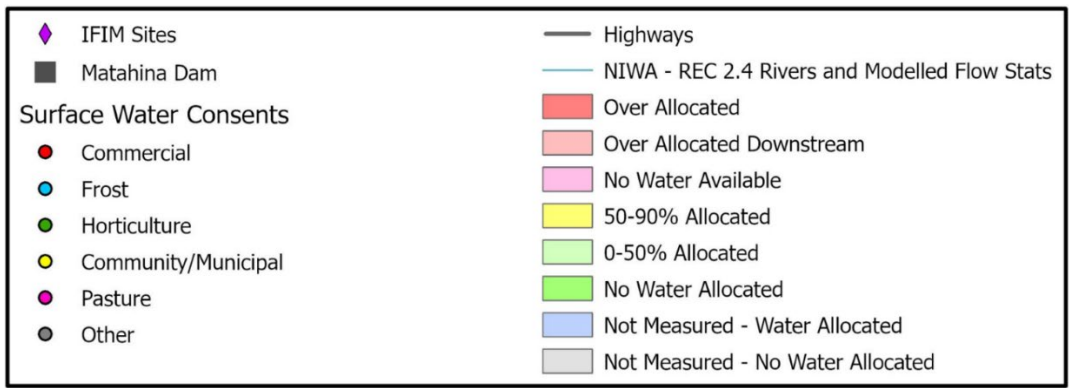 IFIM Sites
Matahina Dam
Surface Water Consents
Commercial
Frost
Horticulture
Community/Municipal
Pasture
Other
Highways
NIWA - REC 2.4 Rivers and Modelled Flow Stats
Over Allocated
Over Allocated Downstream
No Water Available
50-90% Allocated
0-50% Allocated
No Water Allocated
Not Measured - Water Allocated
Not Measured - No Water Allocated